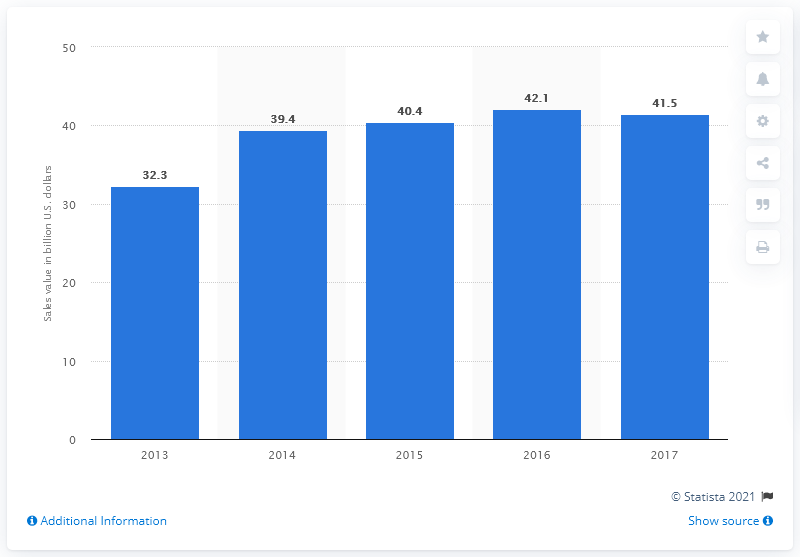 50
40
30
20
10
0
Sales value in billion U.S. dollars
32.3
39.4
40.4
42.1
41.5
2013 2014 2015 2016 2017
© Statista 2021
Additional Information
Show source